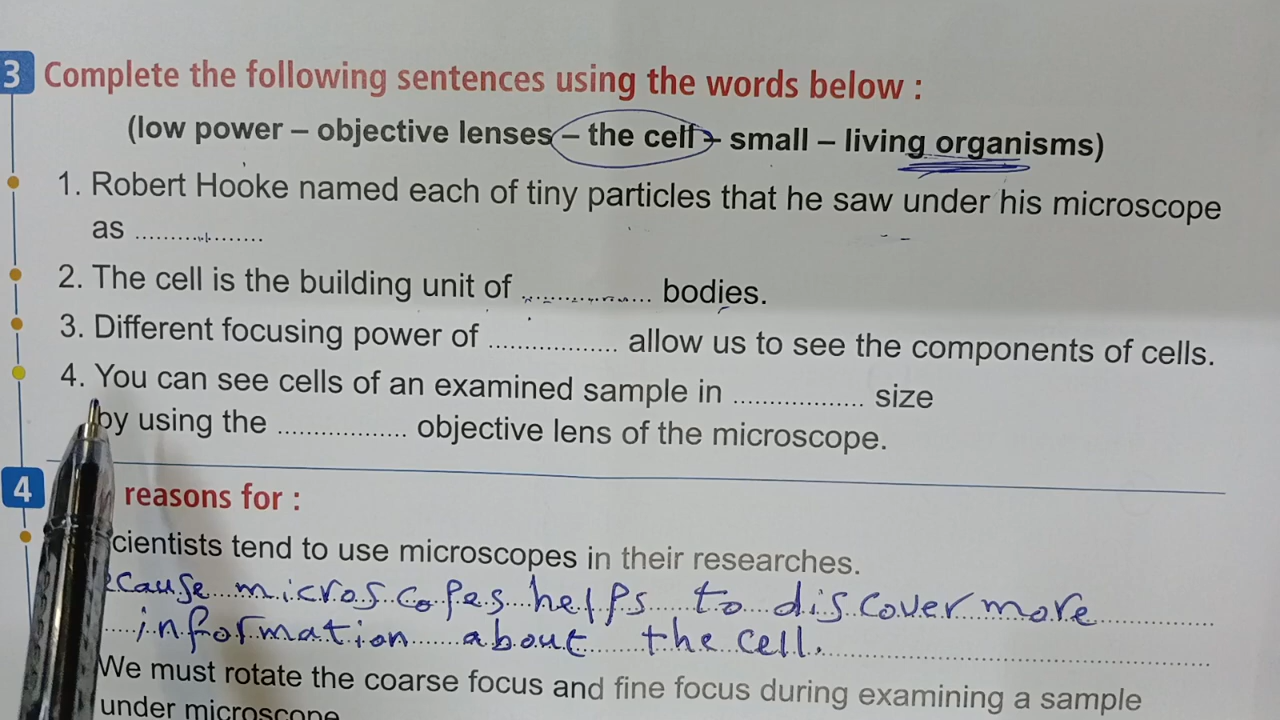 3 Complete the following sentences using the words below :
(low power – objective lenses – the cell – small – living organisms)
1. Robert Hooke named each of tiny particles that he saw under his microscope
as ....................
2. The cell is the building unit of .................... bodies.
3. Different focusing power of .................... allow us to see the components of cells.
4. You can see cells of an examined sample in .................... size
by using the .................... objective lens of the microscope.
4 reasons for :
cientists tend to use microscopes in their researches.
cause microscopes helps to discover more
information about the cell.
We must rotate the coarse focus and fine focus during examining a sample
under microscope